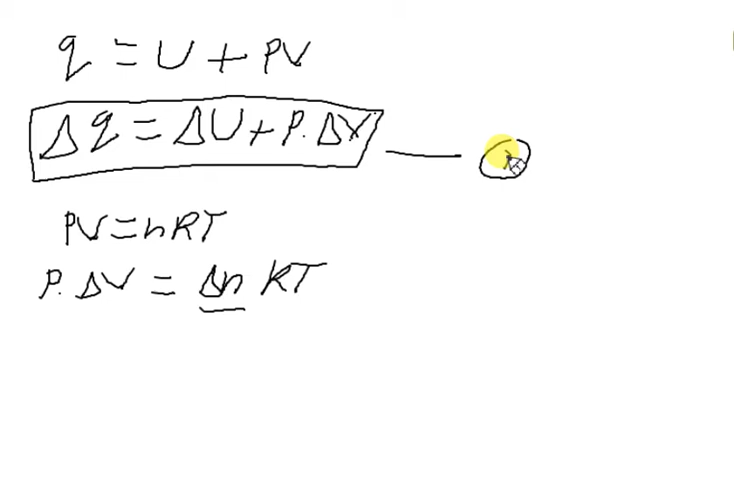 q = U + PV
Δq = ΔU + P.ΔV
PV = nRT
P.ΔV = Δn RT